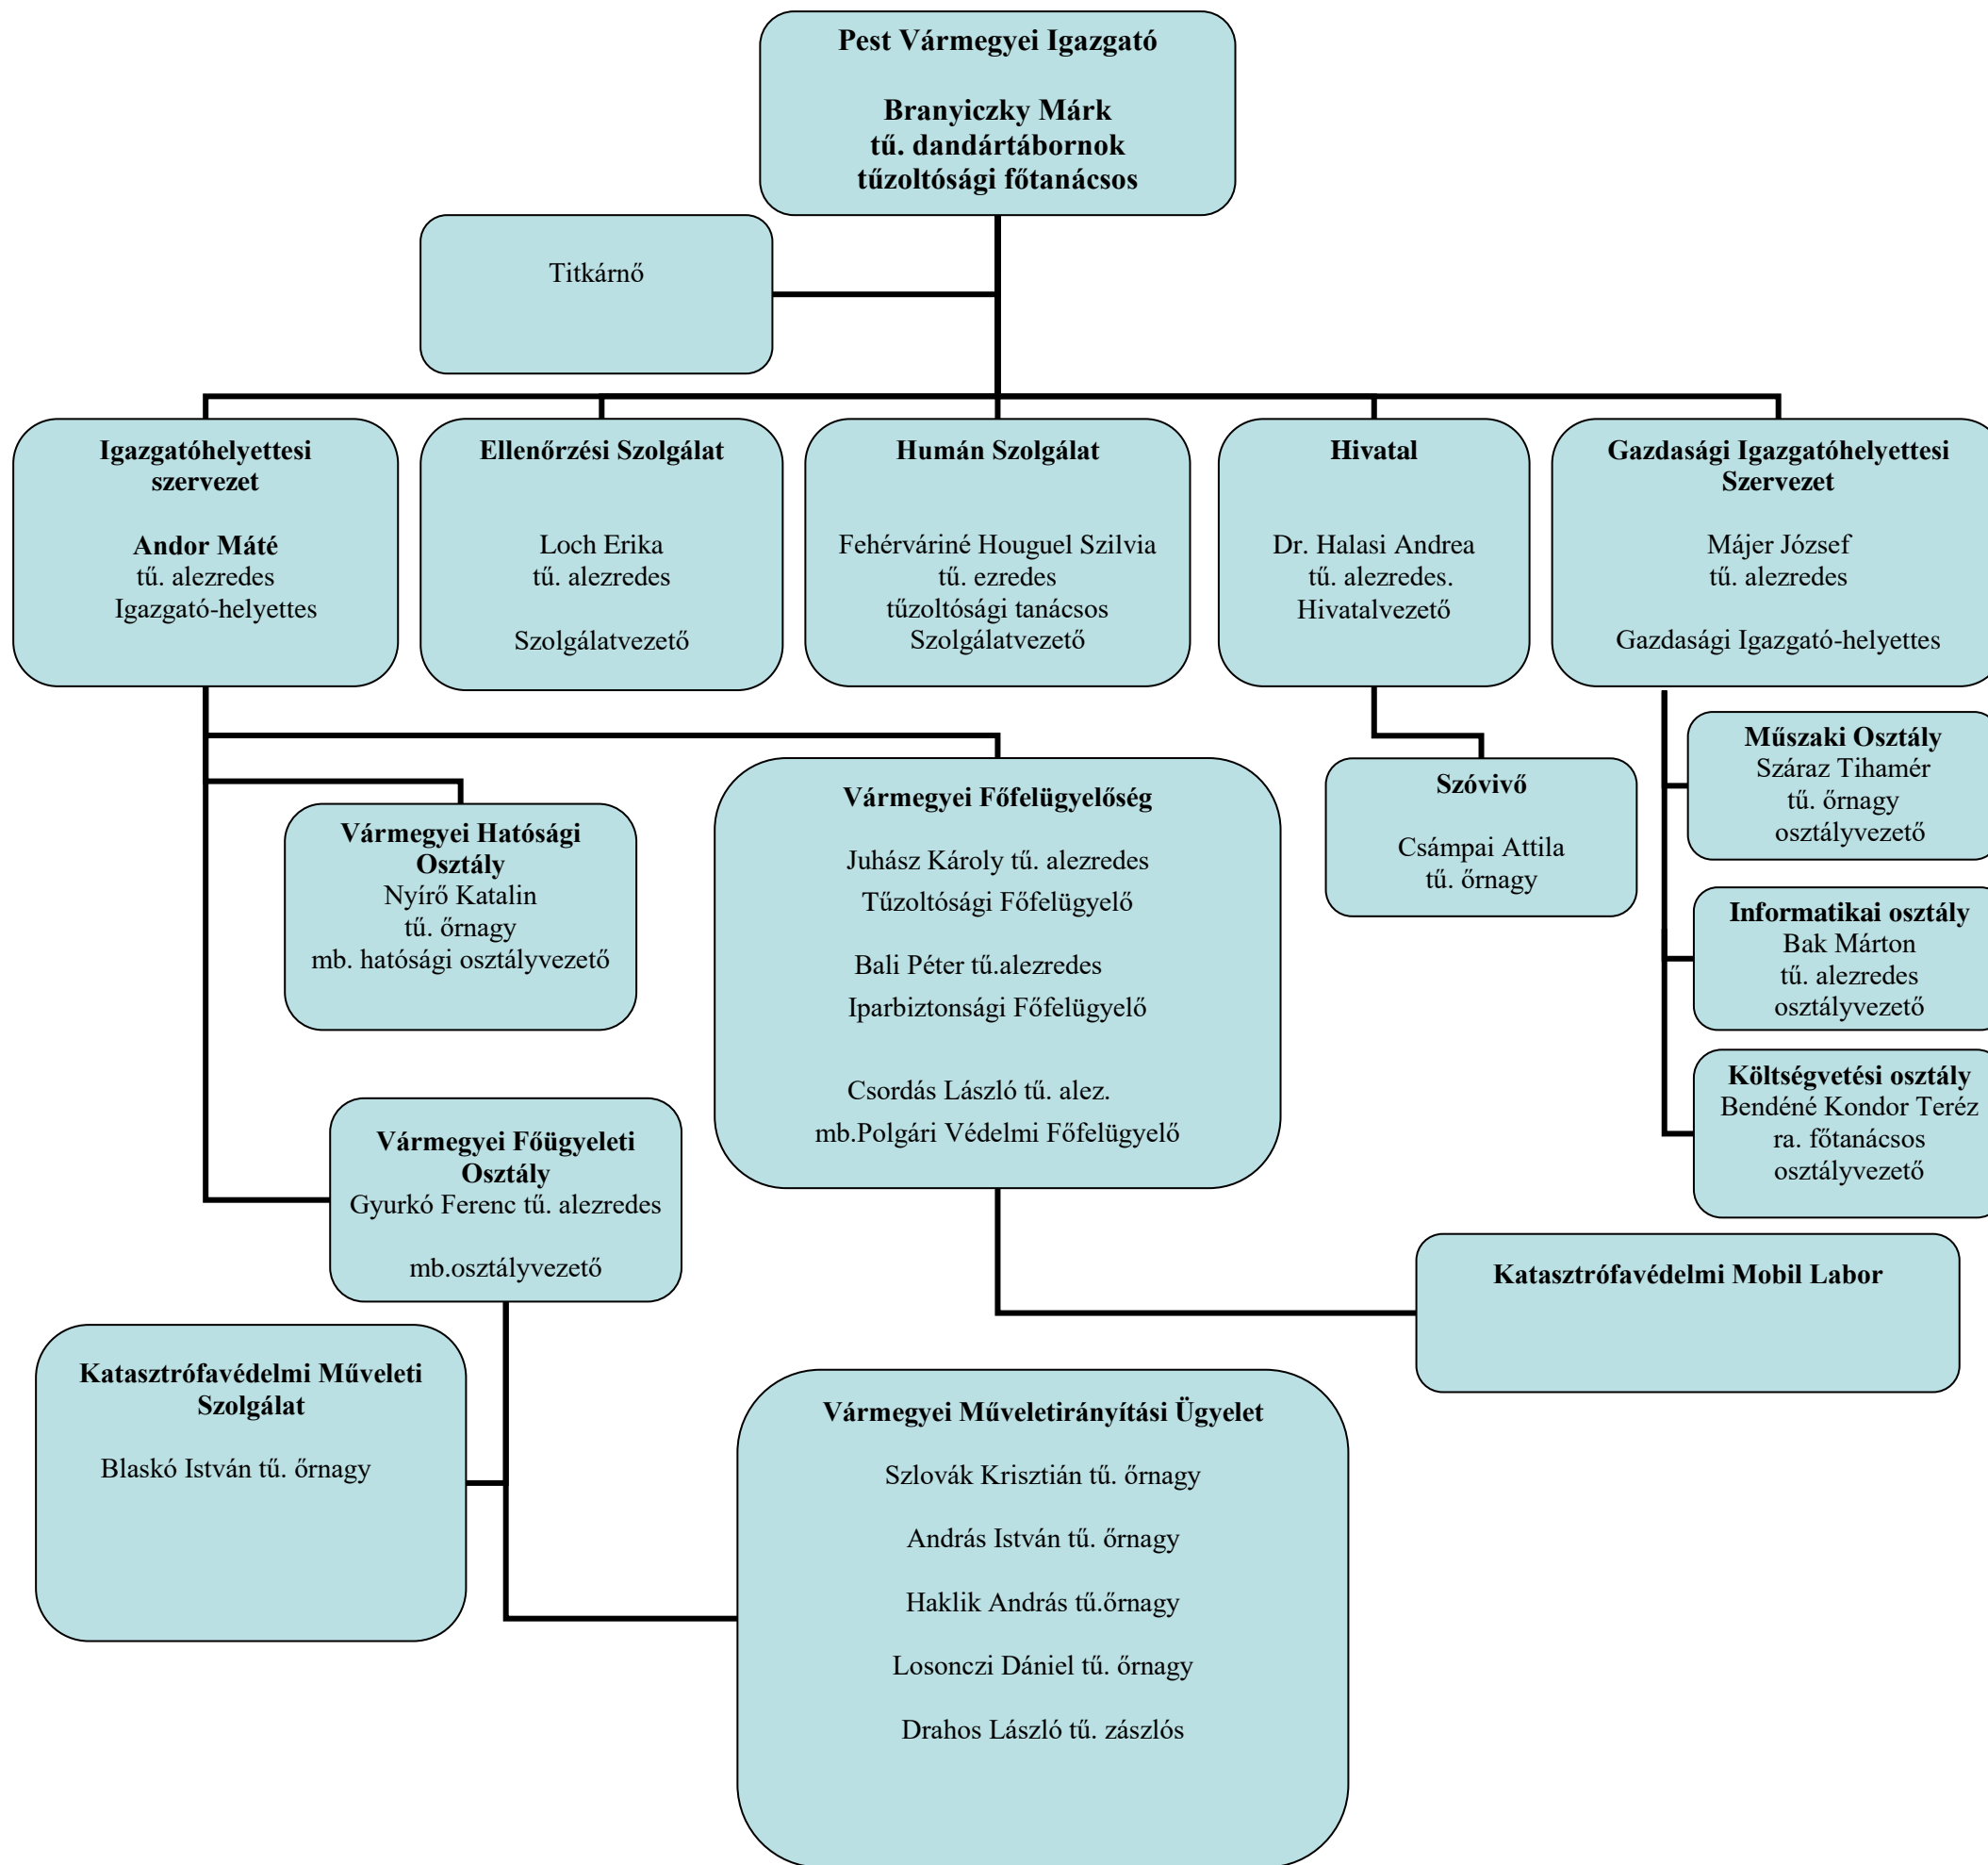 Pest Vármegyei Igazgató
Branyiczky Márk
tű. dandártábornok
tűzoltósági főtanácsos
Titkárnő
Igazgatóhelyettesi
szervezet
Andor Máté
tű. alezredes
Igazgató-helyettes
Ellenőrzési Szolgálat
Loch Erika
tű. alezredes
Szolgálatvezető
Humán Szolgálat
Fehérváriné Houguel Szilvia
tű. ezredes
tűzoltósági tanácsos
Szolgálatvezető
Hivatal
Dr. Halasi Andrea
tű. alezredes.
Hivatalvezető
Gazdasági Igazgatóhelyettesi
Szervezet
Májer József
tű. alezredes
Gazdasági Igazgató-helyettes
Műszaki Osztály
Száraz Tihamér
tű. őrnagy
osztályvezető
Vármegyei Hatósági
Osztály
Nyírő Katalin
tű. őrnagy
mb. hatósági osztályvezető
Vármegyei Főfelügyelőség
Juhász Károly tű. alezredes
Tűzoltósági Főfelügyelő
Bali Péter tű.alezredes
Iparbiztonsági Főfelügyelő
Csordás László tű. alez.
mb.Polgári Védelmi Főfelügyelő
Szóvivő
Csámpai Attila
tű. őrnagy
Informatikai osztály
Bak Márton
tű. alezredes
osztályvezető
Költségvetési osztály
Bendéné Kondor Teréz
ra. főtanácsos
osztályvezető
Vármegyei Főügyeleti
Osztály
Gyurkó Ferenc tű. alezredes
mb.osztályvezető
Katasztrófavédelmi Mobil Labor
Katasztrófavédelmi Műveleti
Szolgálat
Blaskó István tű. őrnagy
Vármegyei Műveletirányítási Ügyelet
Szlovák Krisztián tű. őrnagy
András István tű. őrnagy
Haklik András tű.őrnagy
Losonczi Dániel tű. őrnagy
Drahos László tű. zászlós